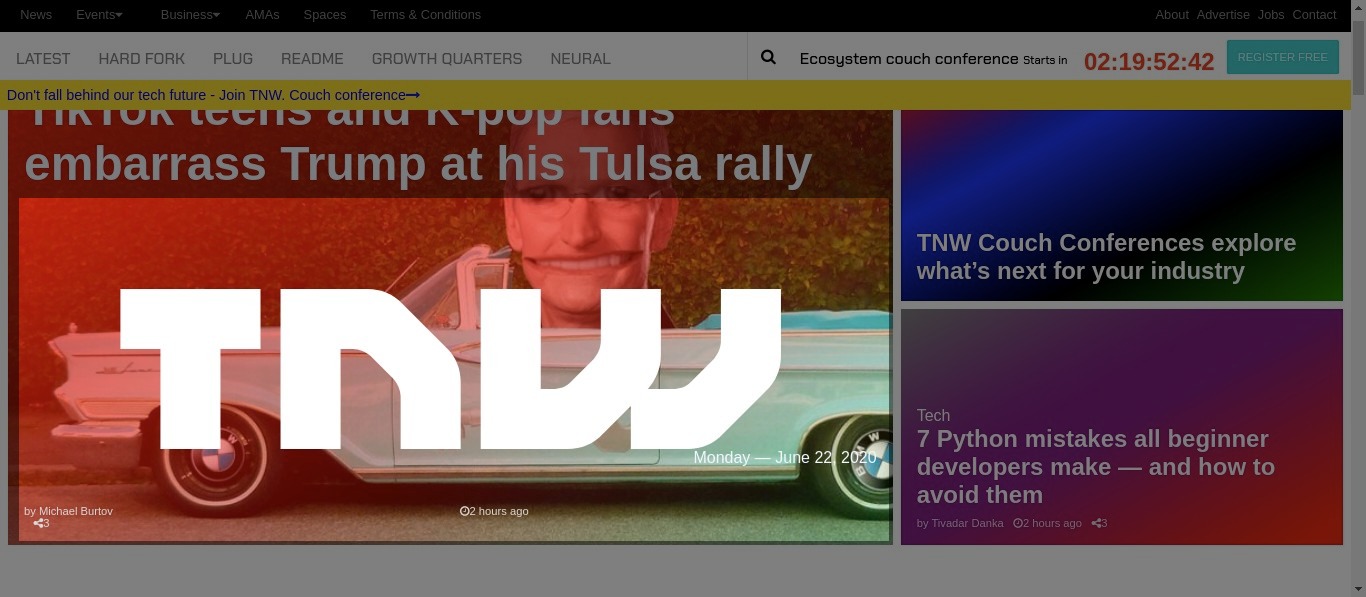 News Events Business AMAs Spaces Terms & Conditions About Advertise Jobs Contact
LATEST HARD FORK PLUG README GROWTH QUARTERS NEURAL Ecosystem couch conference Starts in 02:19:52:42 REGISTER FREE
Don't fall behind our tech future - Join TNW. Couch conference
TikTok teens and K-pop fans
embarrass Trump at his Tulsa rally
TNW
Monday — June 22, 2020
by Michael Burtov 2 hours ago
3
TNW Couch Conferences explore
what’s next for your industry
Tech
7 Python mistakes all beginner
developers make — and how to
avoid them
by Tivadar Danka 2 hours ago 3